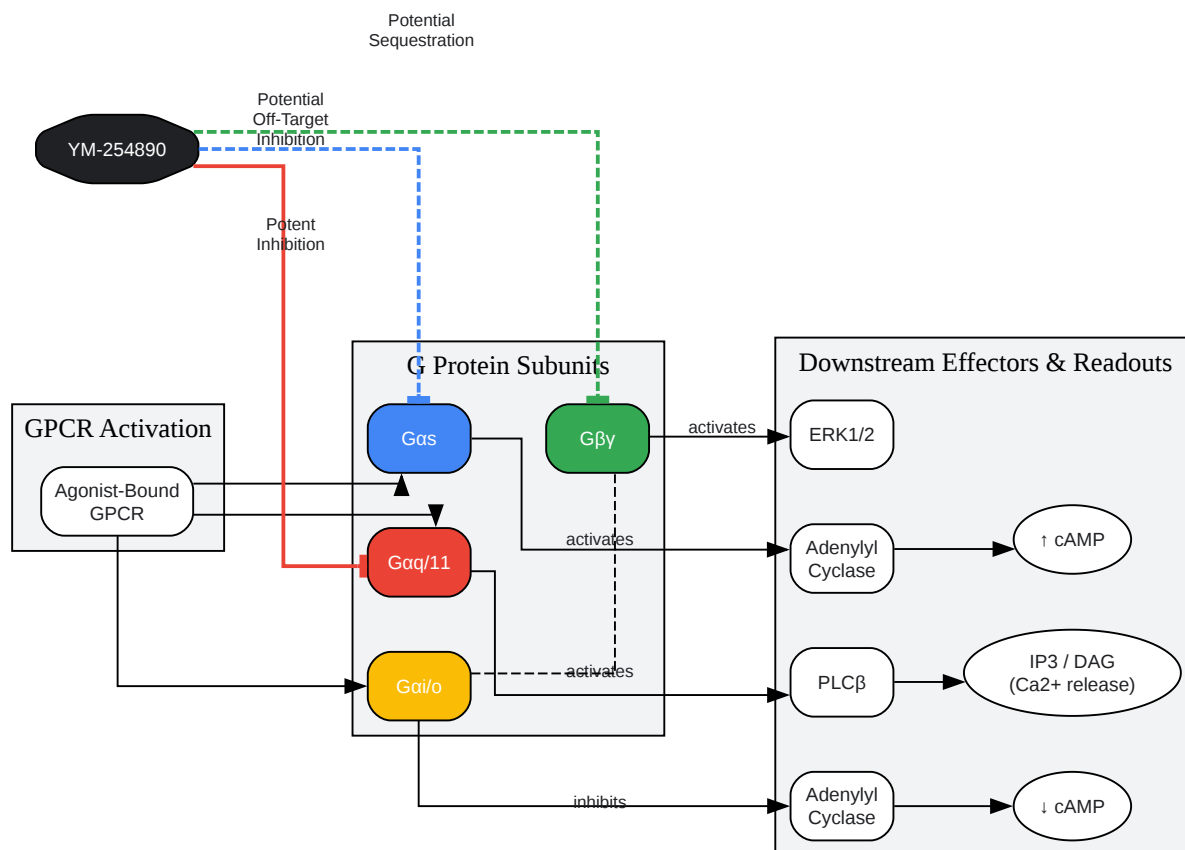 Potential
Sequestration
Potential
Off-Target
Inhibition
YM-254890
Potent
Inhibition
G Protein Subunits
Downstream Effectors & Readouts
GPCR Activation
Gαs
Gβγ
activates
ERK1/2
Agonist-Bound
GPCR
Gαq/11
activates
Adenylyl
Cyclase
↑ cAMP
Gαi/o
activates
PLCβ
IP3 / DAG
(Ca2+ release)
inhibits
Adenylyl
Cyclase
↓ cAMP